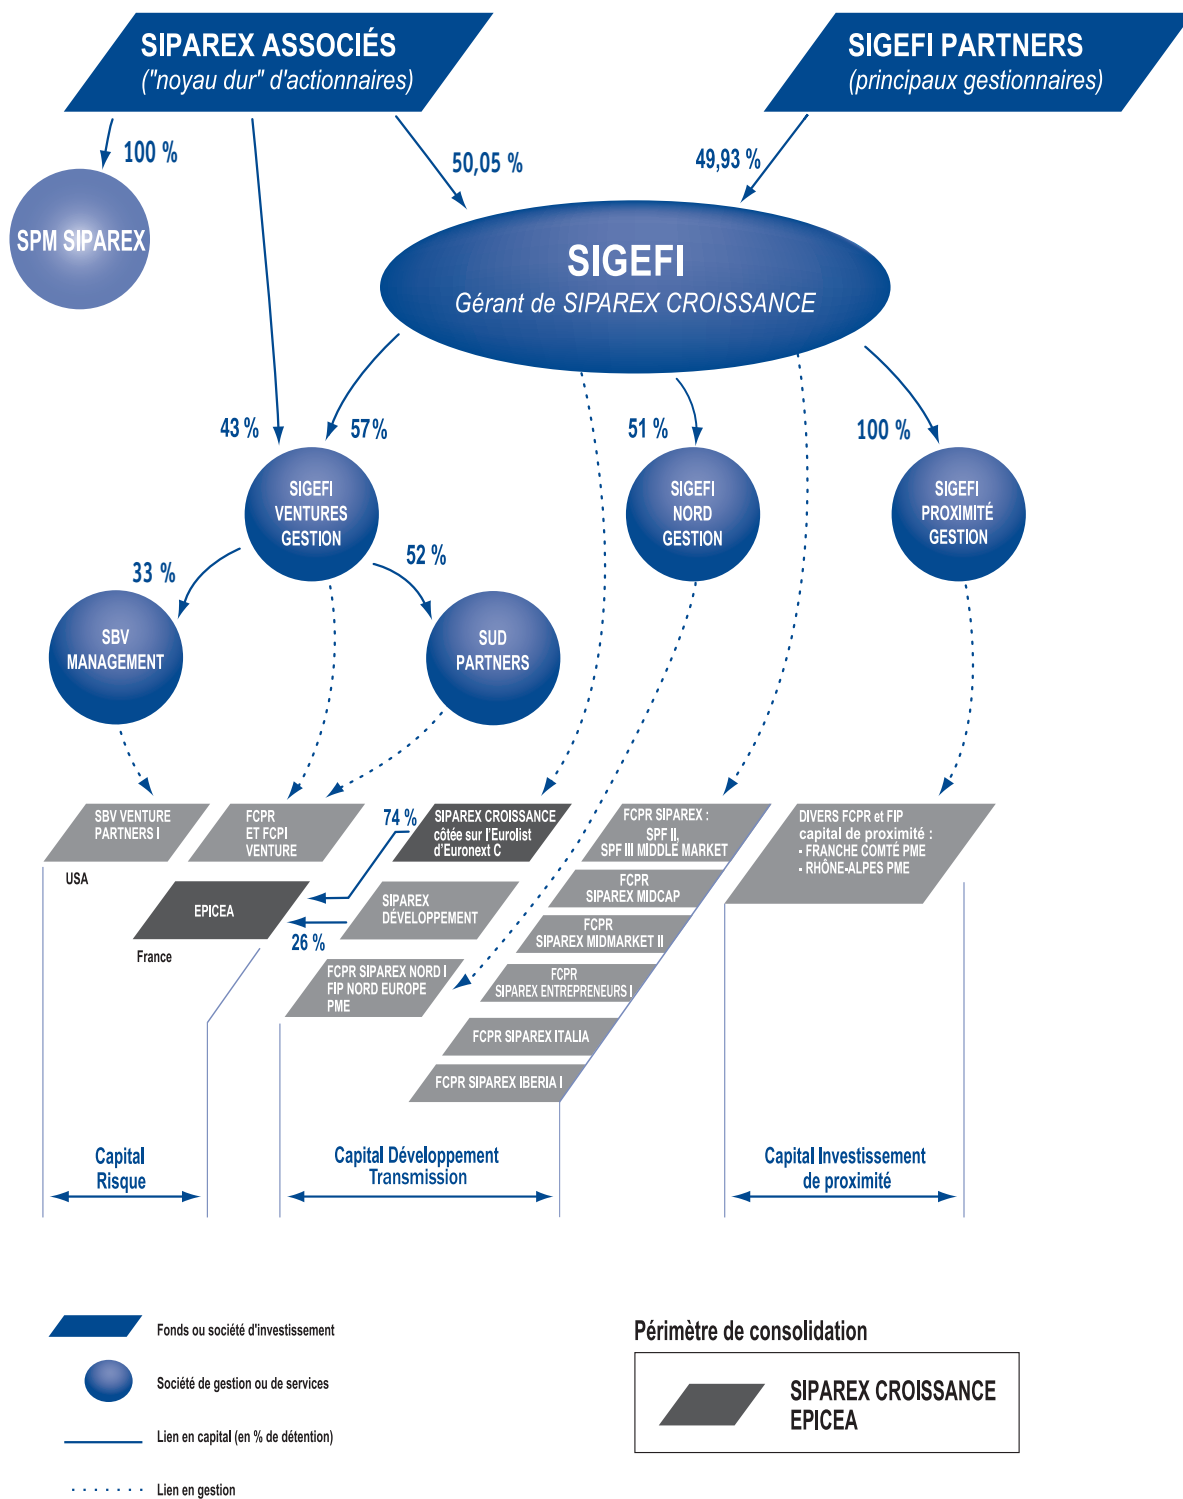 SIPAREX ASSOCIÉS
("noyau dur" d'actionnaires)
SIGEFI PARTNERS
(principaux gestionnaires)
100 %
50,05 %
49,93 %
SPM SIPAREX
SIGEFI
Gérant de SIPAREX CROISSANCE
43 %
57%
51 %
100 %
SIGEFI
VENTURES
GESTION
SIGEFI
NORD
GESTION
SIGEFI
PROXIMITÉ
GESTION
33 %
52 %
SBV
MANAGEMENT
SUD
PARTNERS
SBV VENTURE
PARTNERS I
USA
FCPR
ET FCPI
VENTURE
74 %
SIPAREX CROISSANCE
côtée sur l'Eurolist
d'Euronext C
FCPR SIPAREX :
SPF II,
SPF III MIDDLE MARKET
DIVERS FCPR et FIP
capital de proximité :
- FRANCHE COMTÉ PME
- RHÔNE-ALPES PME
EPICEA
France
26 %
SIPAREX
DÉVELOPPEMENT
FCPR
SIPAREX MIDCAP
FCPR
SIPAREX MIDMARKET II
FCPR SIPAREX NORD I
FIP NORD EUROPE
PME
FCPR
SIPAREX ENTREPRENEURS I
FCPR SIPAREX ITALIA
FCPR SIPAREX IBERIA I
Capital
Risque
Capital Développement
Transmission
Capital Investissement
de proximité
Fonds ou société d'investissement
Société de gestion ou de services
Lien en capital (en % de détention)
Lien en gestion
Périmètre de consolidation
SIPAREX CROISSANCE
EPICEA